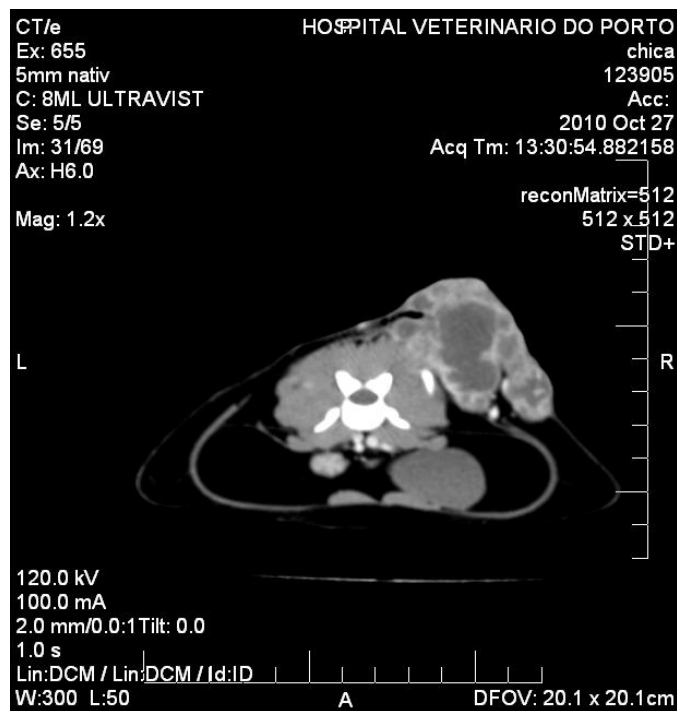 CT/e
Ex: 655
5mm nativ
C: 8ML ULTRAVIST
Se: 5/5
Im: 31/69
Ax: H6.0
Mag: 1.2x
P
HOSPITAL VETERINARIO DO PORTO
chica
123905
Acc:
2010 Oct 27
Acq Tm: 13:30:54.882158
reconMatrix=512
512 x 512
STD+
L
R
120.0 kV
100.0 mA
2.0 mm/0.0:1Tilt: 0.0
1.0 s
Lin:DCM / Lin:DCM / Id:ID
W:300 L:50
A
DFOV: 20.1 x 20.1cm